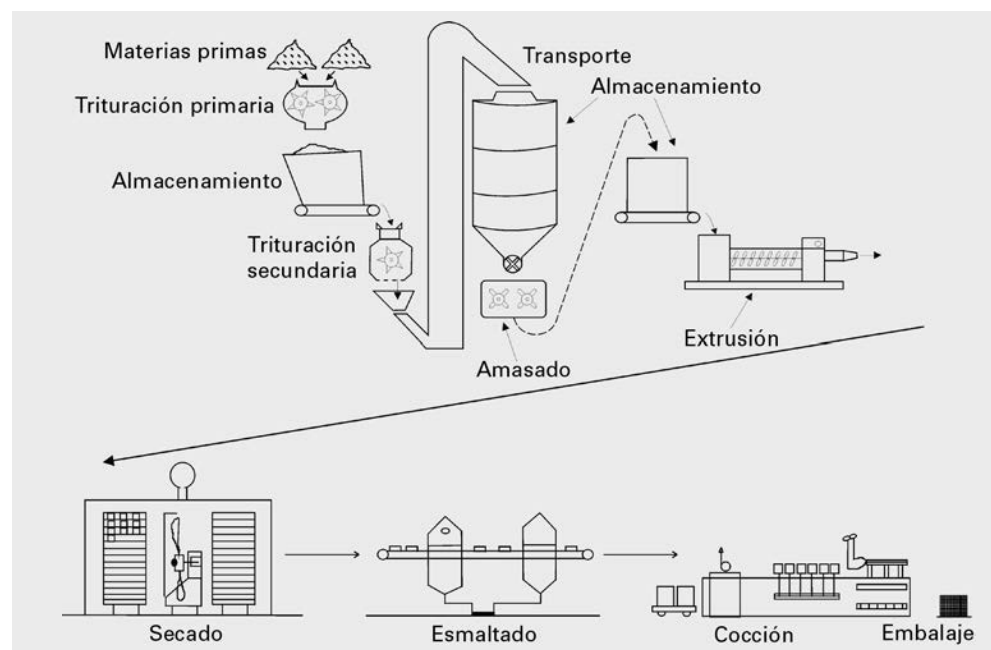 Materias primas
Trituración primaria
Almacenamiento
Trituración
secundaria
Transporte
Almacenamiento
Amasado
Extrusión
Secado
Esmaltado
Cocción
Embalaje